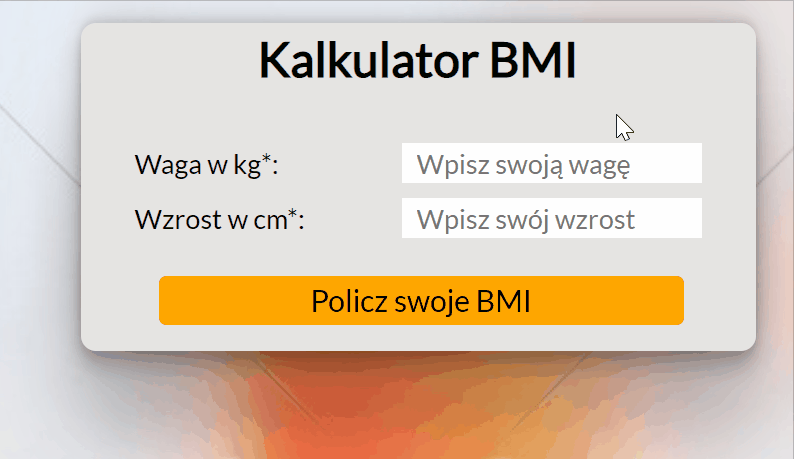 Kalkulator BMI
Waga w kg*: Wpisz swoją wagę
Wzrost w cm*: Wpisz swój wzrost
Policz swoje BMI